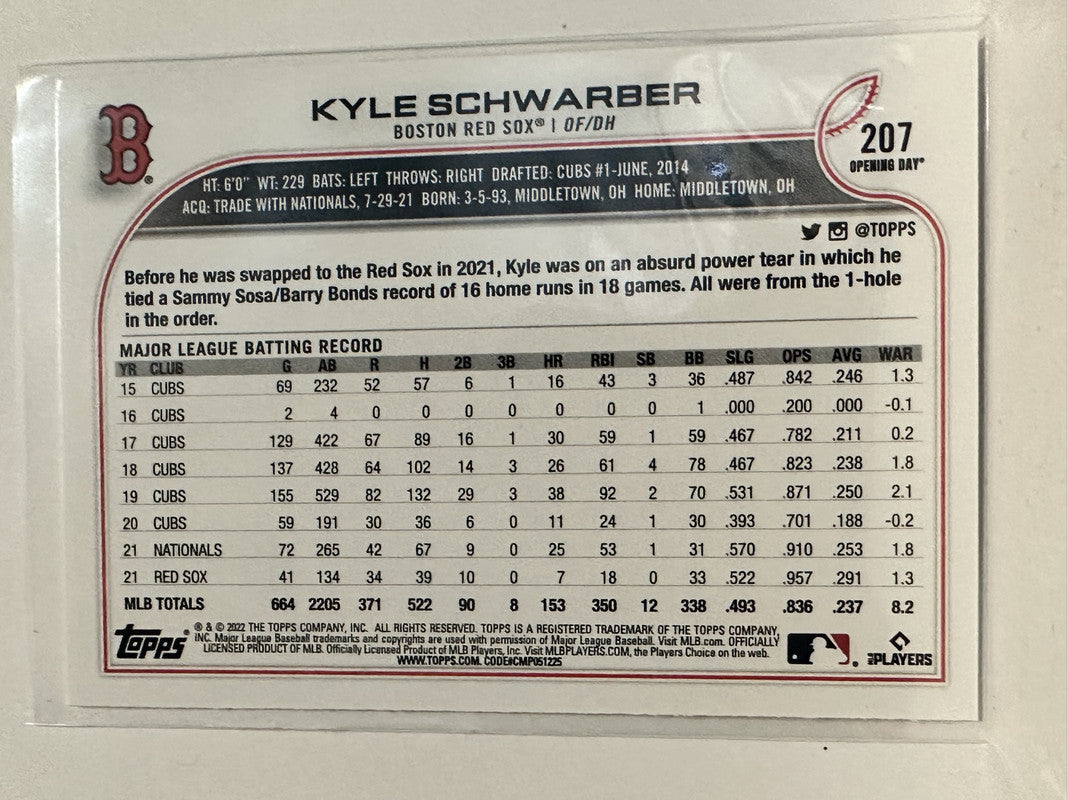 B
KYLE SCHWARBER
BOSTON RED SOX® | OF/DH
207
OPENING DAY®
HT: 6'0" WT: 229 BATS: LEFT THROWS: RIGHT DRAFTED: CUBS #1-JUNE, 2014
ACQ: TRADE WITH NATIONALS, 7-29-21 BORN: 3-5-93, MIDDLETOWN, OH HOME: MIDDLETOWN, OH
@TOPPS
Before he was swapped to the Red Sox in 2021, Kyle was on an absurd power tear in which he
tied a Sammy Sosa/Barry Bonds record of 16 home runs in 18 games. All were from the 1-hole
in the order.
MAJOR LEAGUE BATTING RECORD
YR CLUB G AB R H 2B 3B HR RBI SB BB SLG OPS AVG WAR
15 CUBS 69 232 52 57 6 1 16 43 3 36 .487 .842 .246 1.3
16 CUBS 2 4 0 0 0 0 0 0 0 1 .000 .200 .000 -0.1
17 CUBS 129 422 67 89 16 1 30 59 1 59 .467 .782 .211 0.2
18 CUBS 137 428 64 102 14 3 26 61 4 78 .467 .823 .238 1.8
19 CUBS 155 529 82 132 29 3 38 92 2 70 .531 .871 .250 2.1
20 CUBS 59 191 30 36 6 0 11 24 1 30 .393 .701 .188 -0.2
21 NATIONALS 72 265 42 67 9 0 25 53 1 31 .570 .910 .253 1.8
21 RED SOX 41 134 34 39 10 0 7 18 0 33 .522 .957 .291 1.3
MLB TOTALS 664 2205 371 522 90 8 153 350 12 338 .493 .836 .237 8.2
topps®
® & © 2022 THE TOPPS COMPANY, INC. ALL RIGHTS RESERVED. TOPPS IS A REGISTERED TRADEMARK OF THE TOPPS COMPANY,
INC. Major League Baseball trademarks and copyrights are used with permission of Major League Baseball. Visit MLB.com. OFFICIALLY
LICENSED PRODUCT OF MLB. Officially Licensed Product of MLB Players, Inc. Visit MLBPLAYERS.COM, the Players Choice on the web.
WWW.TOPPS.COM. CODE#CMP051225
MLB PLAYERS